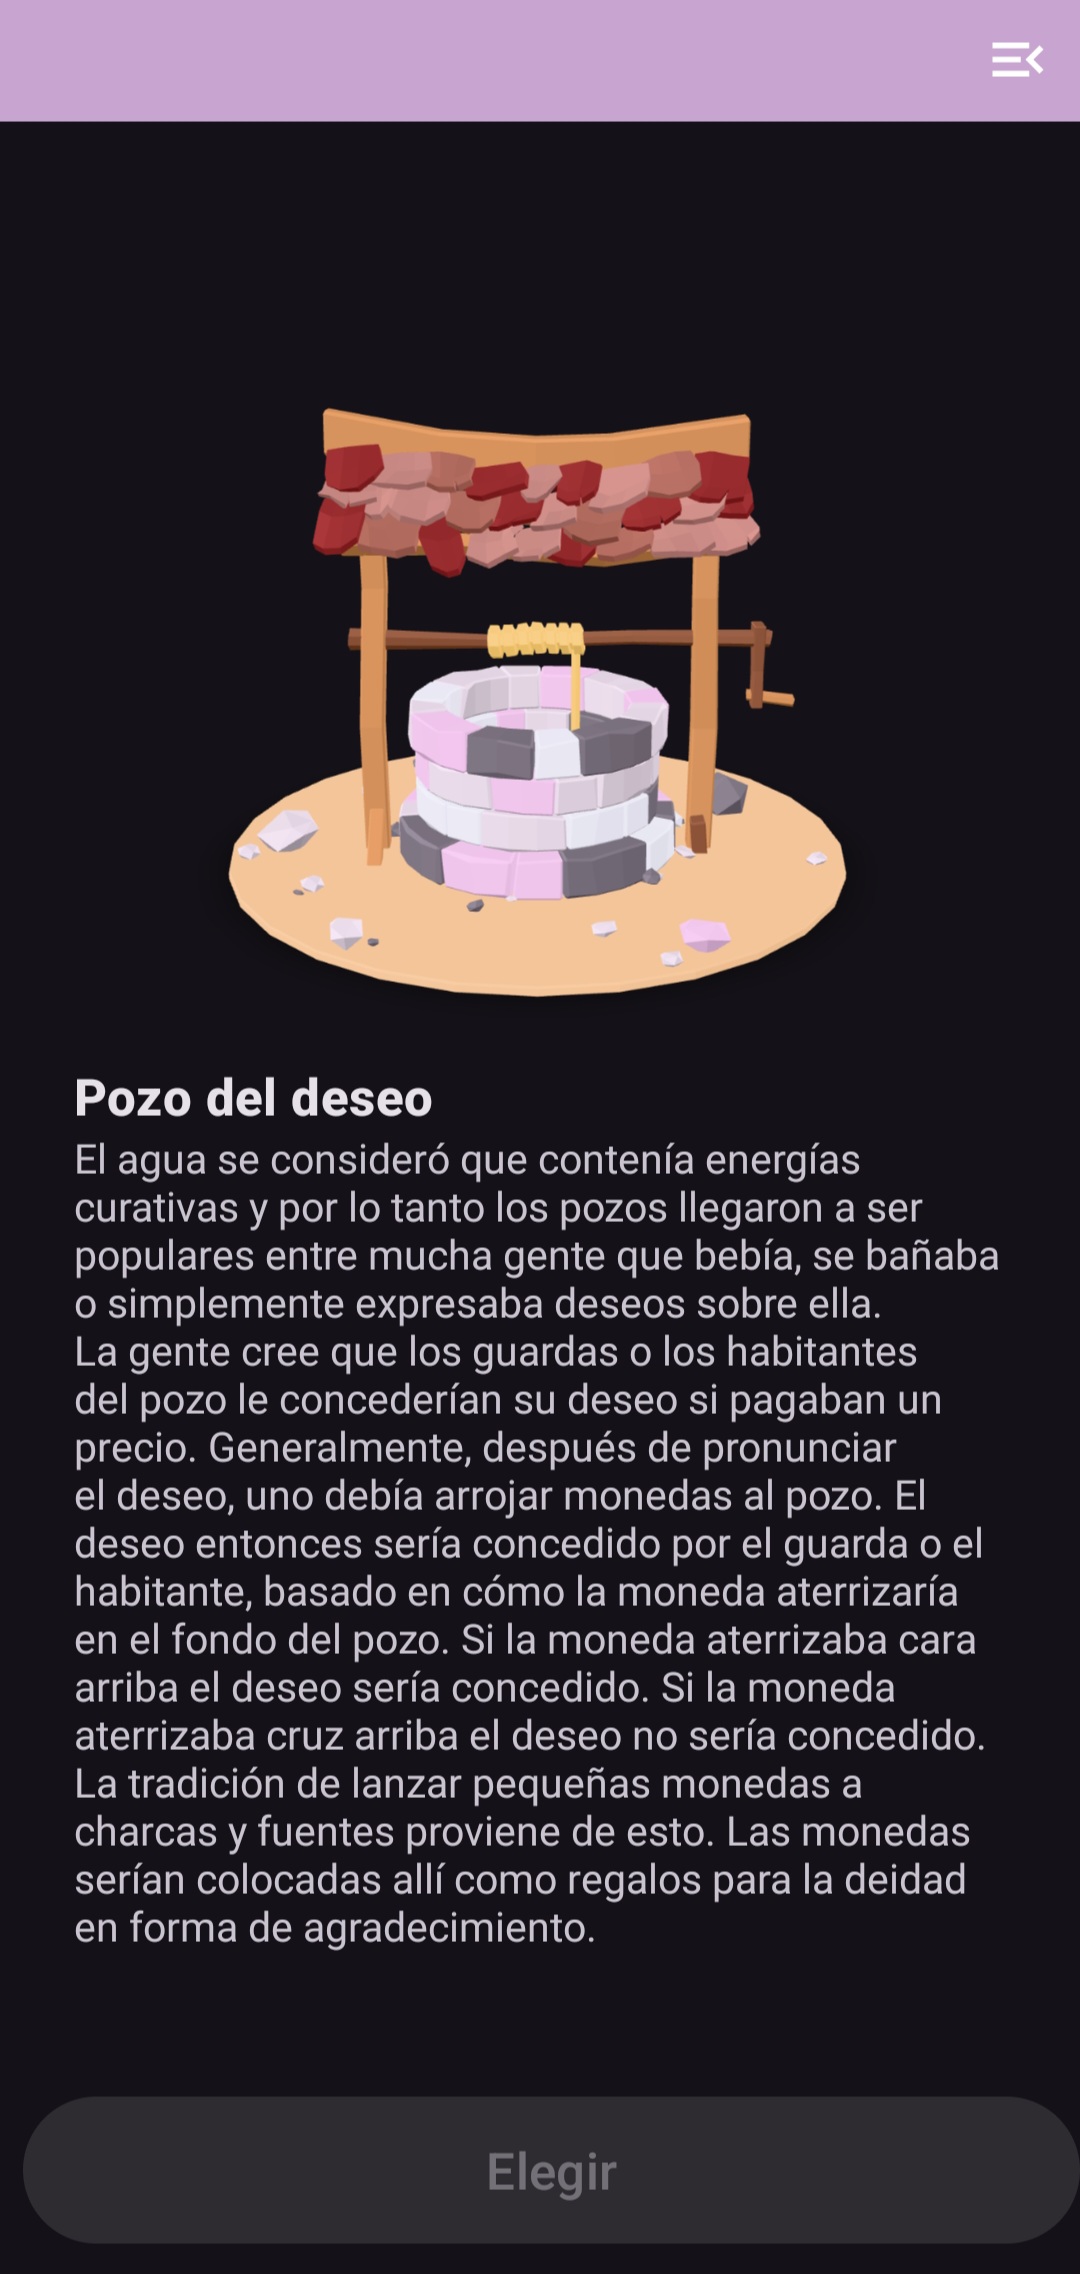 Pozo del deseo
El agua se consideró que contenía energías
curativas y por lo tanto los pozos llegaron a ser
populares entre mucha gente que bebía, se bañaba
o simplemente expresaba deseos sobre ella.
La gente cree que los guardas o los habitantes
del pozo le concederían su deseo si pagaban un
precio. Generalmente, después de pronunciar
el deseo, uno debía arrojar monedas al pozo. El
deseo entonces sería concedido por el guarda o el
habitante, basado en cómo la moneda aterrizaría
en el fondo del pozo. Si la moneda aterrizaba cara
arriba el deseo sería concedido. Si la moneda
aterrizaba cruz arriba el deseo no sería concedido.
La tradición de lanzar pequeñas monedas a
charcas y fuentes proviene de esto. Las monedas
serían colocadas allí como regalos para la deidad
en forma de agradecimiento.
Elegir